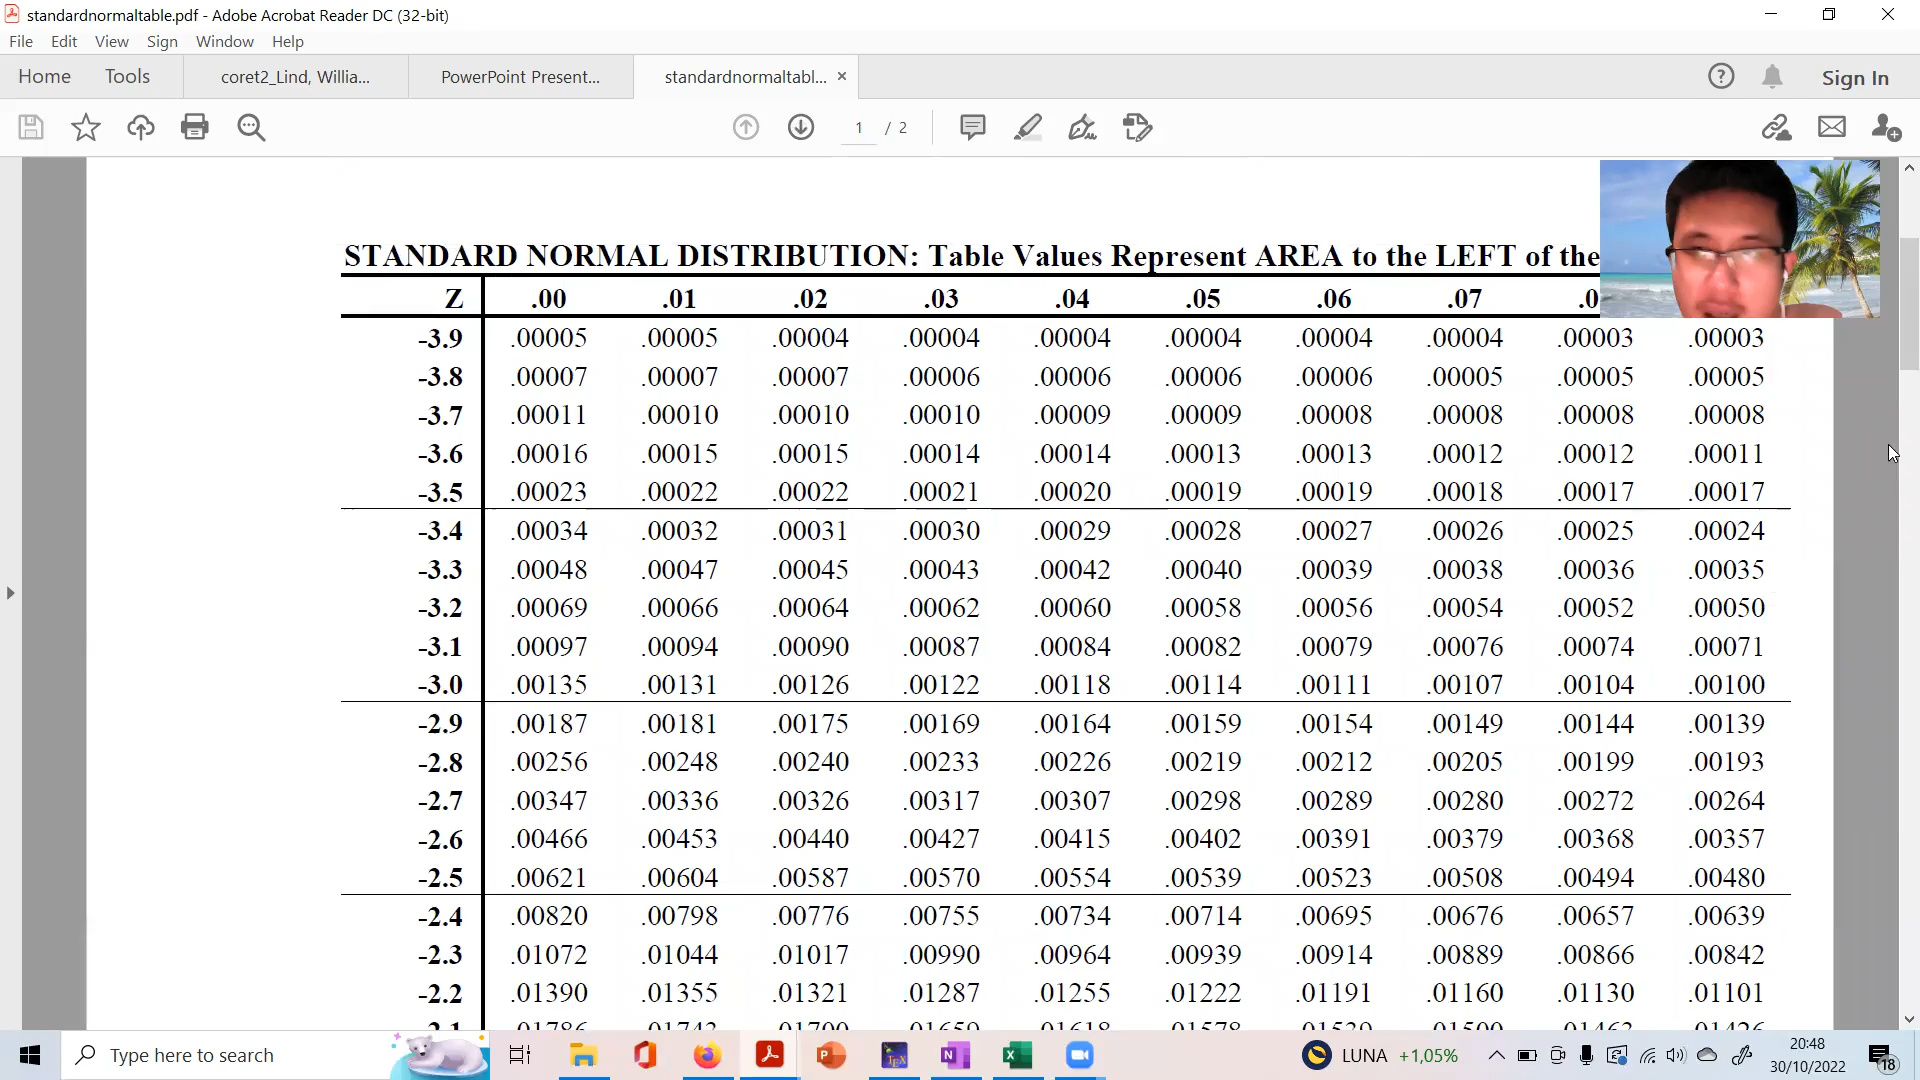 standardnormaltable.pdf - Adobe Acrobat Reader DC (32-bit)
File Edit View Sign Window Help
Home Tools coret2_Lind, Willia... PowerPoint Present... standardnormaltabl... × Sign In
1 / 2
STANDARD NORMAL DISTRIBUTION: Table Values Represent AREA to the LEFT of the
Z .00 .01 .02 .03 .04 .05 .06 .07 .0
-3.9 .00005 .00005 .00004 .00004 .00004 .00004 .00004 .00004 .00003 .00003
-3.8 .00007 .00007 .00007 .00006 .00006 .00006 .00006 .00005 .00005 .00005
-3.7 .00011 .00010 .00010 .00010 .00009 .00009 .00008 .00008 .00008 .00008
-3.6 .00016 .00015 .00015 .00014 .00014 .00013 .00013 .00012 .00012 .00011
-3.5 .00023 .00022 .00022 .00021 .00020 .00019 .00019 .00018 .00017 .00017
-3.4 .00034 .00032 .00031 .00030 .00029 .00028 .00027 .00026 .00025 .00024
-3.3 .00048 .00047 .00045 .00043 .00042 .00040 .00039 .00038 .00036 .00035
-3.2 .00069 .00066 .00064 .00062 .00060 .00058 .00056 .00054 .00052 .00050
-3.1 .00097 .00094 .00090 .00087 .00084 .00082 .00079 .00076 .00074 .00071
-3.0 .00135 .00131 .00126 .00122 .00118 .00114 .00111 .00107 .00104 .00100
-2.9 .00187 .00181 .00175 .00169 .00164 .00159 .00154 .00149 .00144 .00139
-2.8 .00256 .00248 .00240 .00233 .00226 .00219 .00212 .00205 .00199 .00193
-2.7 .00347 .00336 .00326 .00317 .00307 .00298 .00289 .00280 .00272 .00264
-2.6 .00466 .00453 .00440 .00427 .00415 .00402 .00391 .00379 .00368 .00357
-2.5 .00621 .00604 .00587 .00570 .00554 .00539 .00523 .00508 .00494 .00480
-2.4 .00820 .00798 .00776 .00755 .00734 .00714 .00695 .00676 .00657 .00639
-2.3 .01072 .01044 .01017 .00990 .00964 .00939 .00914 .00889 .00866 .00842
-2.2 .01390 .01355 .01321 .01287 .01255 .01222 .01191 .01160 .01130 .01101
Type here to search LUNA +1,05% 20:48
30/10/2022 18